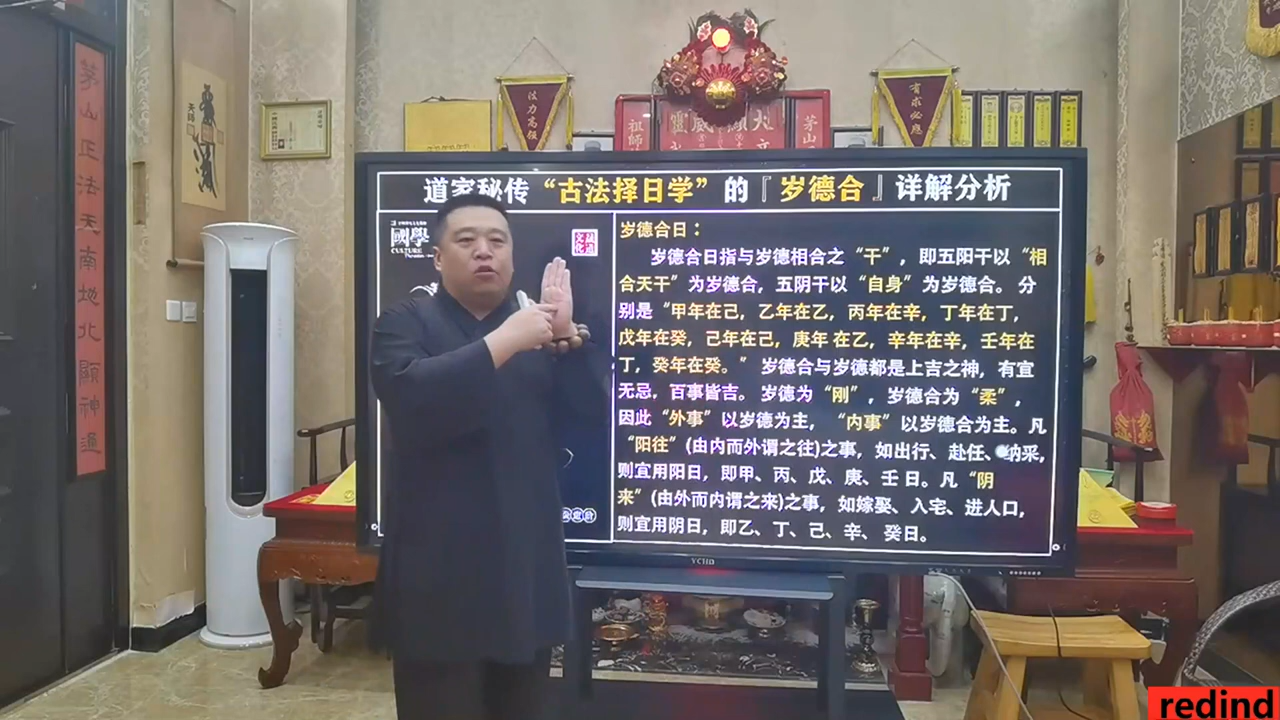 道家秘传“古法择日学”的『岁德合』详解分析
國學
CULTURE
岁德合日：
岁德合日指与岁德相合之“干”，即五阳干以“相
合天干”为岁德合，五阴干以“自身”为岁德合。分
别是“甲年在己，乙年在乙，丙年在辛，丁年在丁，
戊年在癸，己年在己，庚年在乙，辛年在辛，壬年在
丁，癸年在癸。”岁德合与岁德都是上吉之神，有宜
无忌，百事皆吉。岁德为“刚”，岁德合为“柔”，
因此“外事”以岁德为主，“内事”以岁德合为主。凡
“阳往”(由内而外谓之往)之事，如出行、赴任、纳采，
则宜用阳日，即甲、丙、戊、庚、壬日。凡“阴
来”(由外而内谓之来)之事，如嫁娶、入宅、进人口，
则宜用阴日，即乙、丁、己、辛、癸日。
茅山正法天南地北顯神通
法力高强
有求必應
祖師
茅山
redind